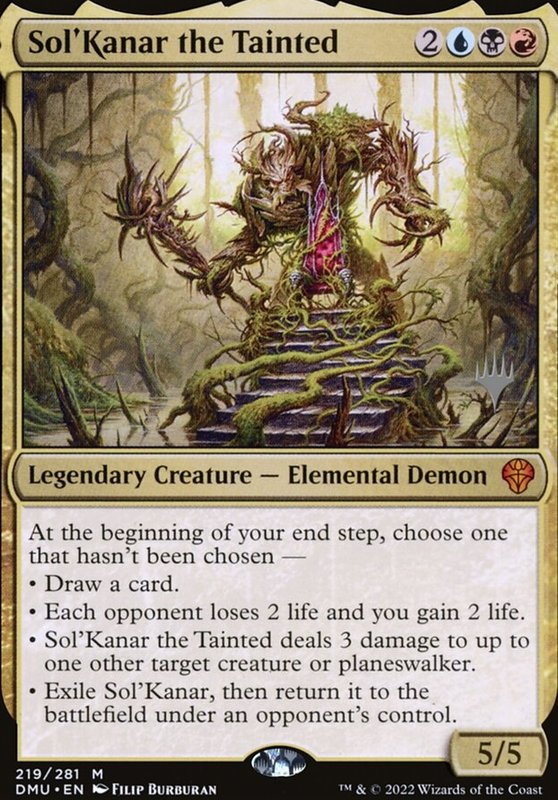 Sol'Kanar the Tainted 2
Legendary Creature — Elemental Demon
At the beginning of your end step, choose one
that hasn't been chosen —
• Draw a card.
• Each opponent loses 2 life and you gain 2 life.
• Sol'Kanar the Tainted deals 3 damage to up to
one other target creature or planeswalker.
• Exile Sol'Kanar, then return it to the
battlefield under an opponent's control.
5/5
219/281 M
DMU • EN Filip Burburan
™ & © 2022 Wizards of the Coast